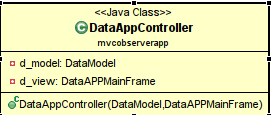 <<Java Class>>
DataAppController
mvcobserverapp
d_model: DataModel
d_view: DataAPPMainFrame
DataAppController(DataModel,DataAPPMainFrame)